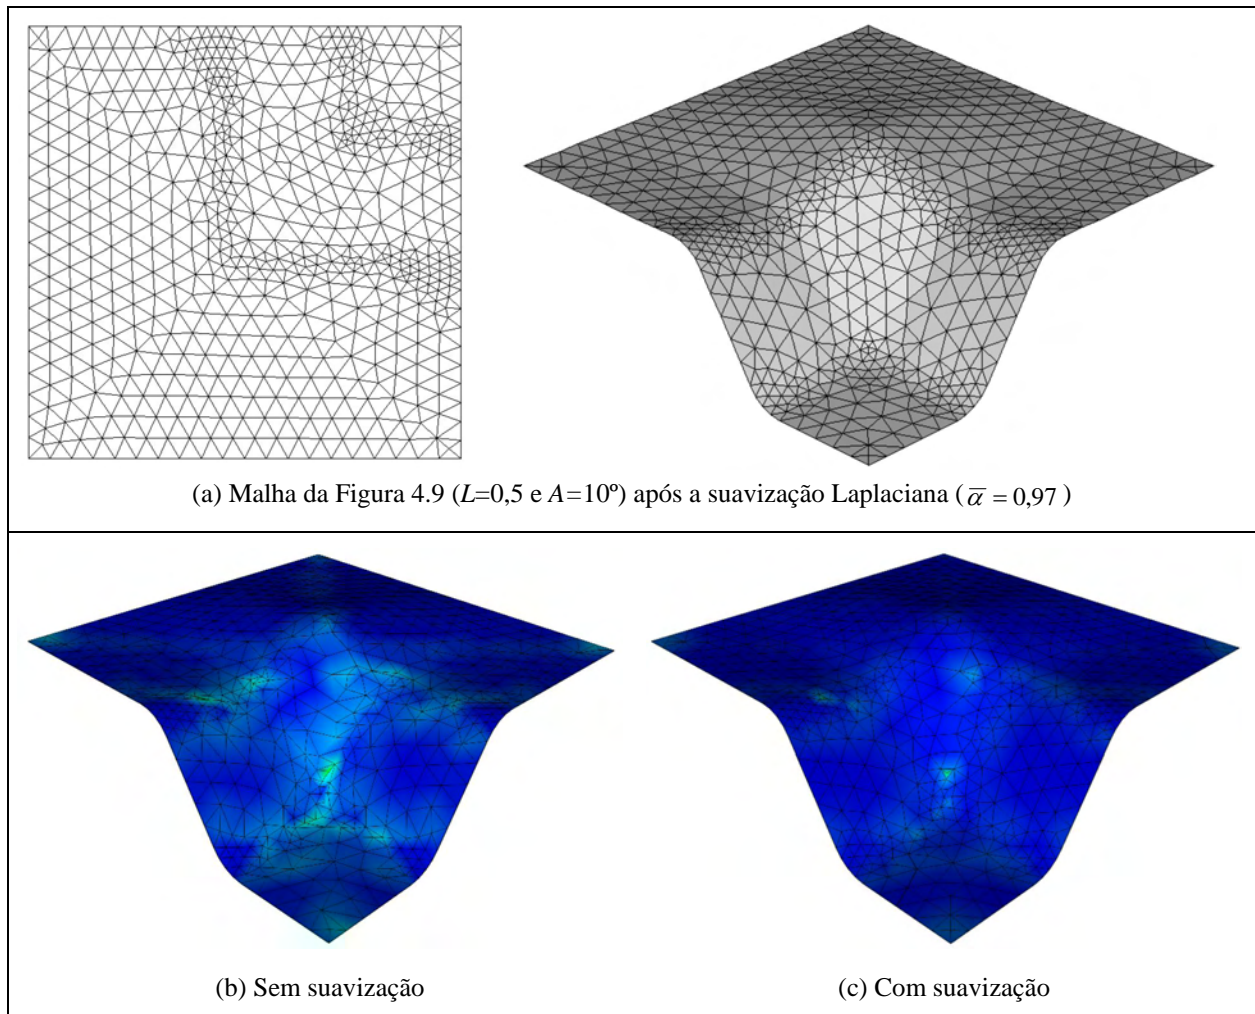 (a) Malha da Figura 4.9 (L=0,5 e A=10º) após a suavização Laplaciana ( α̅ = 0,97 )
(b) Sem suavização
(c) Com suavização